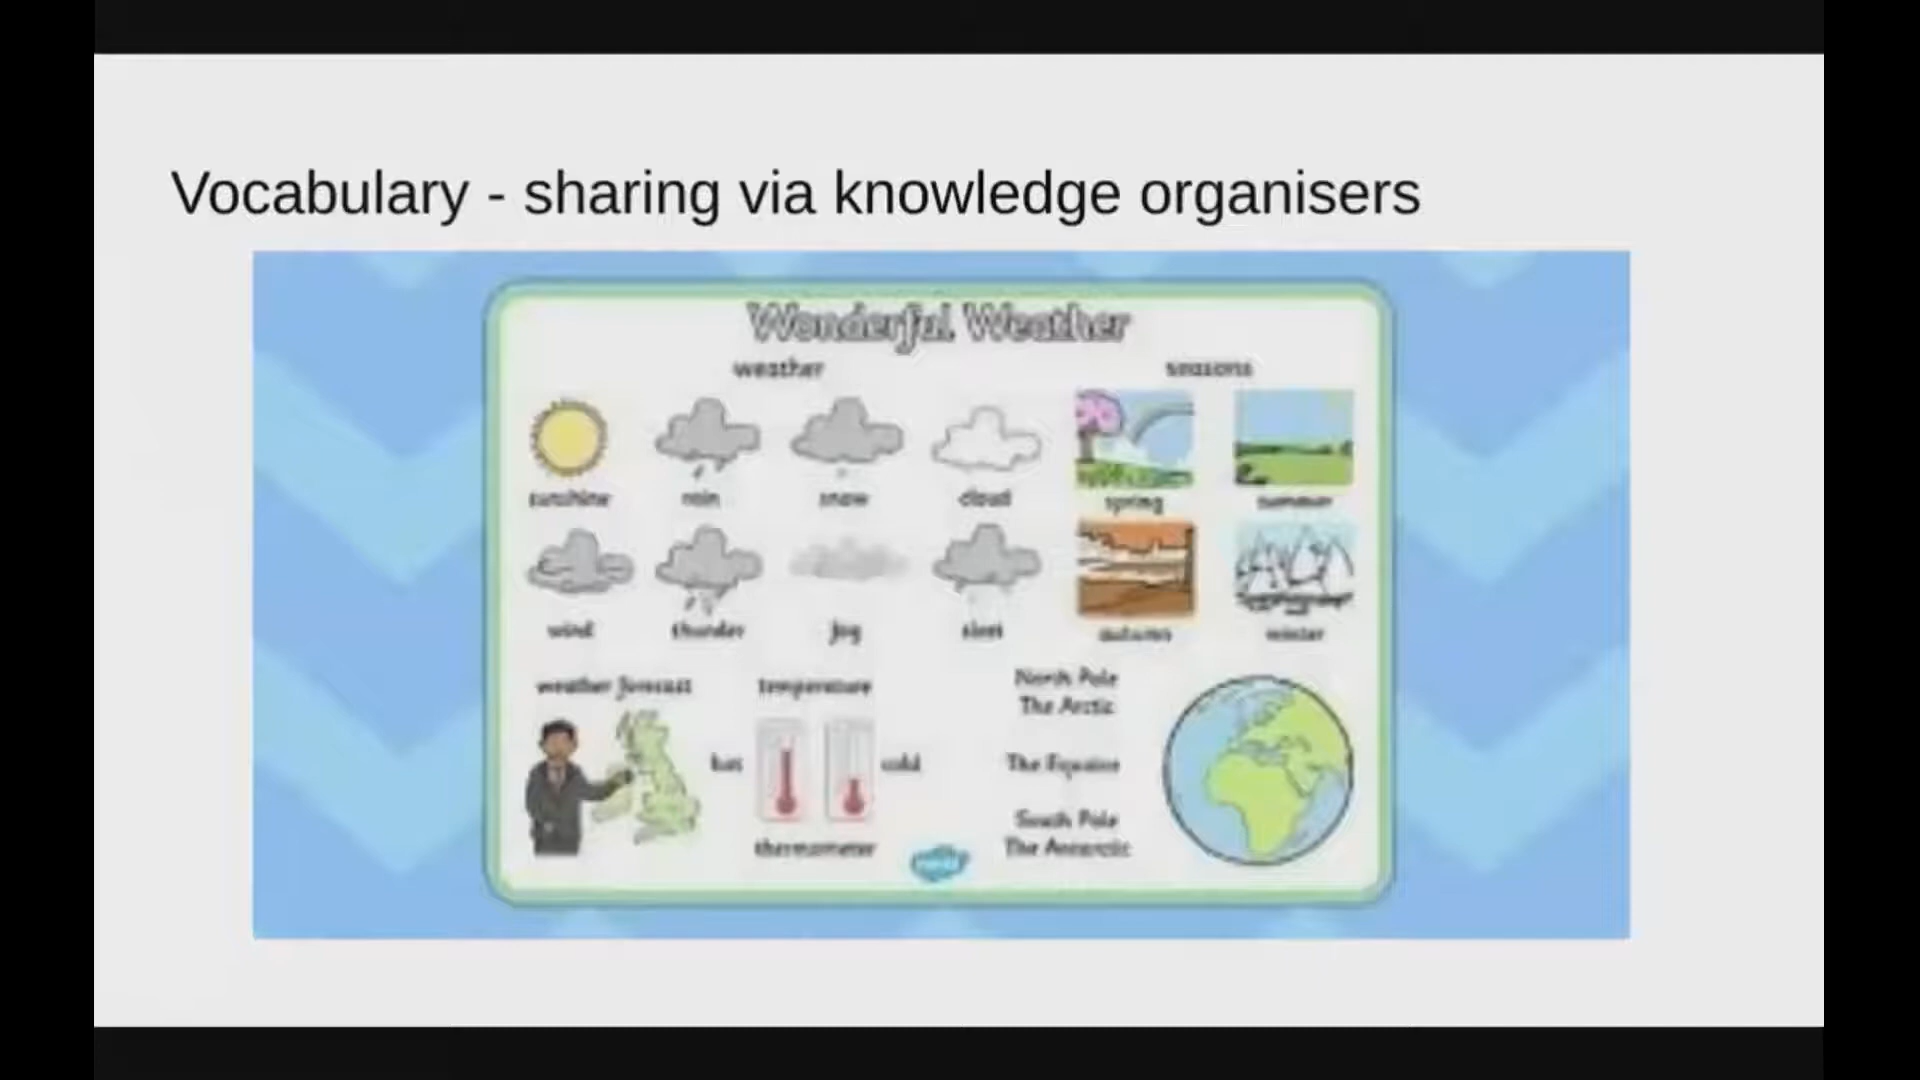 Vocabulary - sharing via knowledge organisers
Wonderful Weather
weather
seasons
sunshine
rain
snow
cloud
spring
summer
wind
thunder
fog
sleet
autumn
winter
weather forecast
temperature
hot
cold
thermometer
North Pole
The Arctic
The Equator
South Pole
The Antarctic